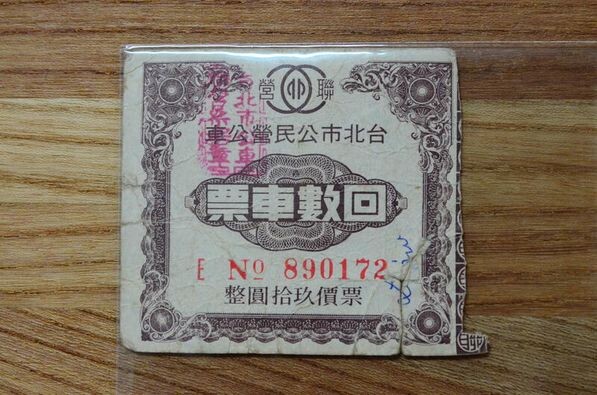 聯營
台北市公民營公車
回數車票
E № 890172
票價玖拾圓整